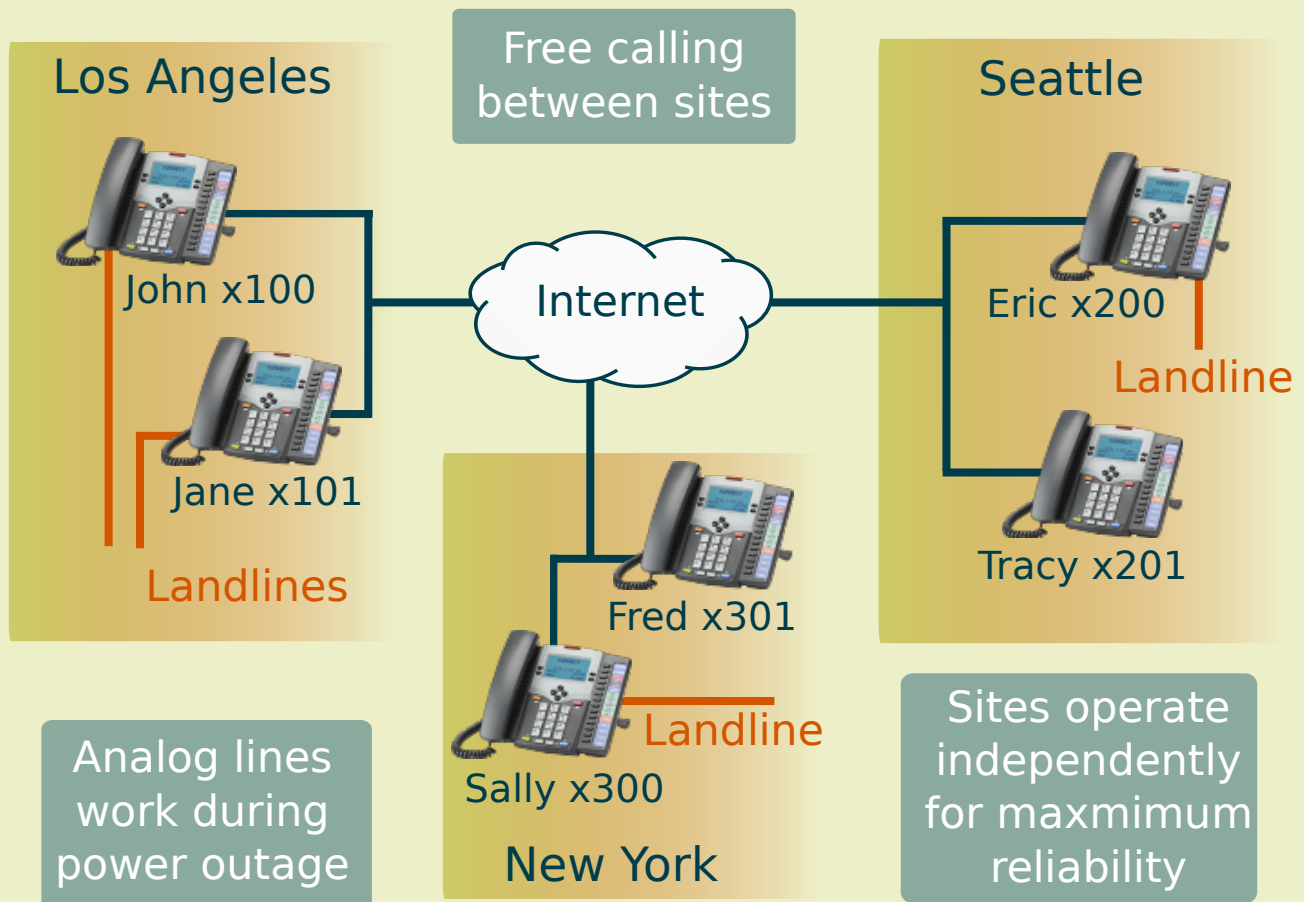 Los Angeles
John x100
Jane x101
Landlines
Free calling
between sites
Internet
Seattle
Eric x200
Landline
Tracy x201
Fred x301
Landline
Sally x300
New York
Analog lines
work during
power outage
Sites operate
independently
for maxmimum
reliability